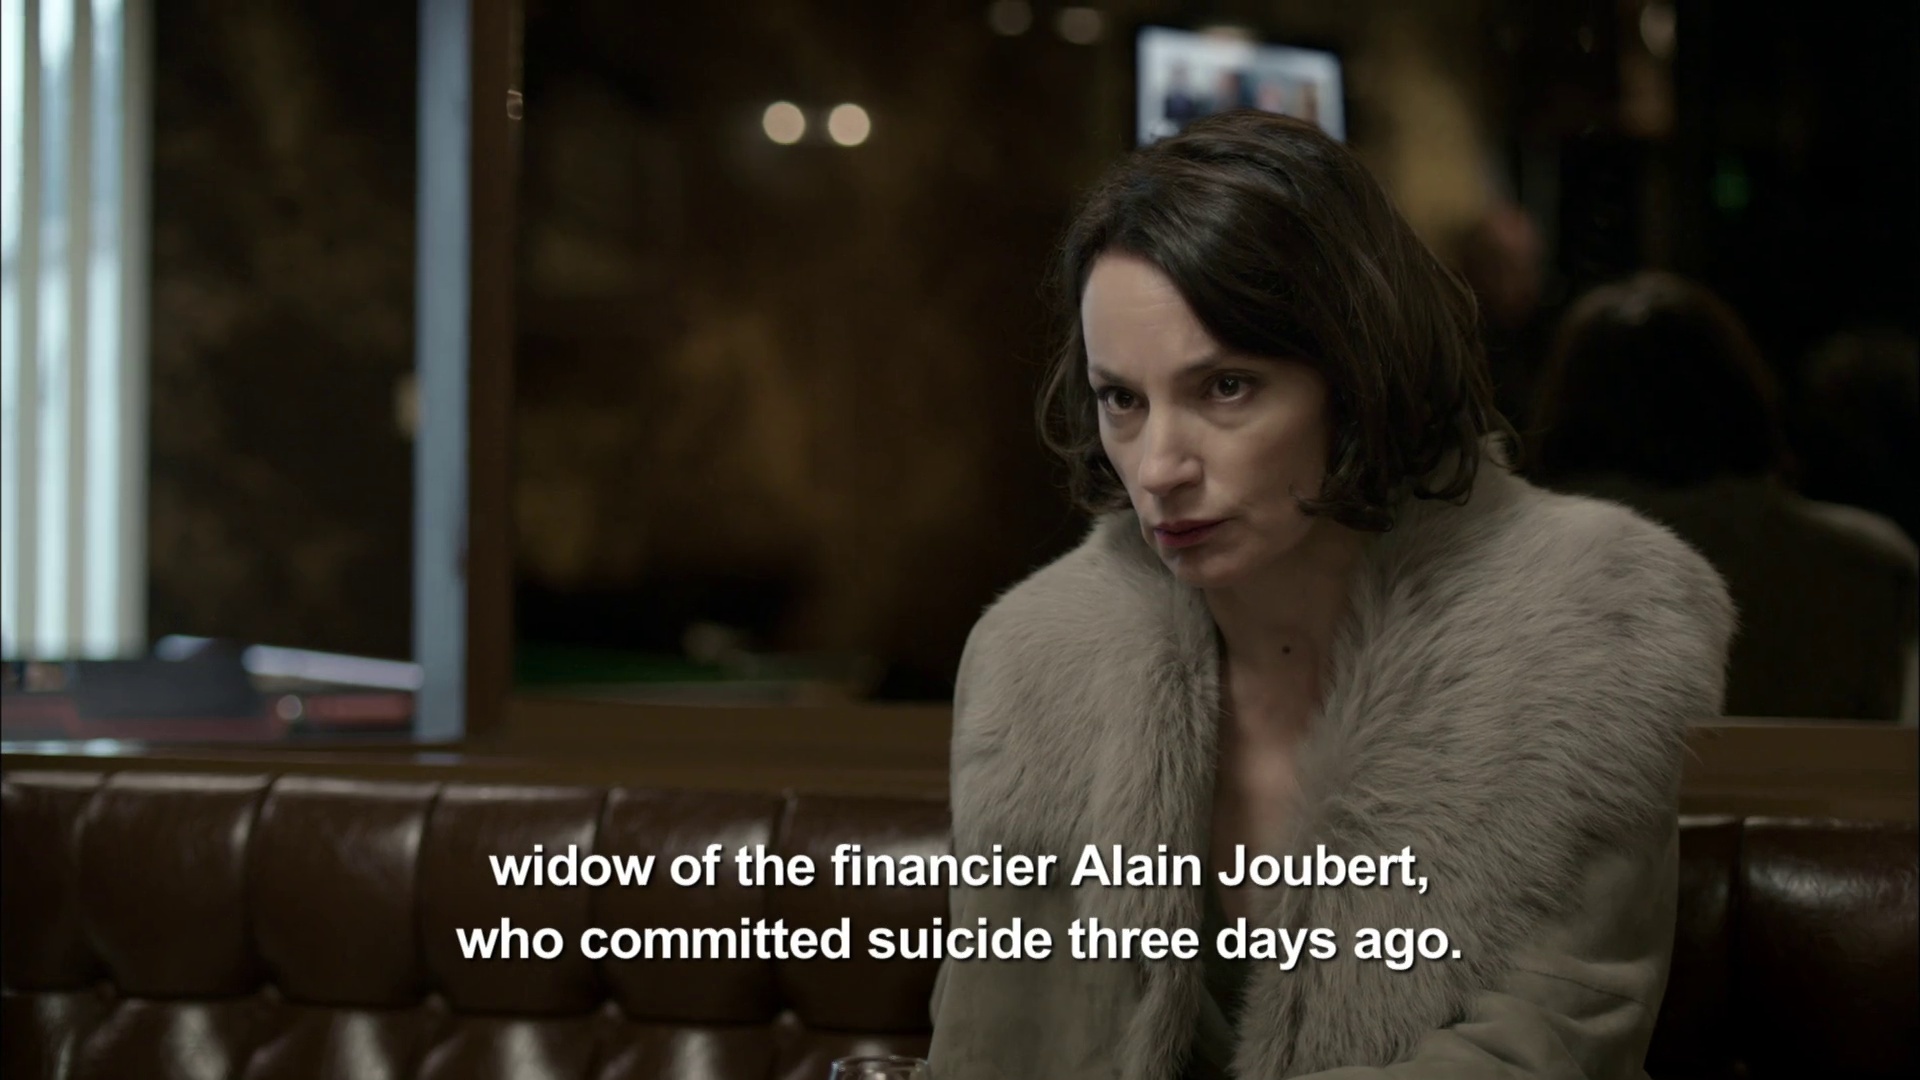 widow of the financier Alain Joubert,
who committed suicide three days ago.